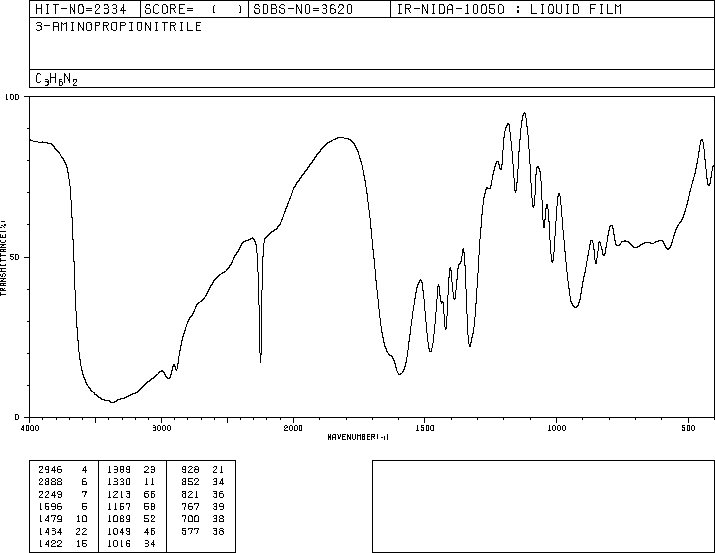 HIT-NO=2334 SCORE= ( ) SDBS-NO=3620 IR-NIDA-10050 : LIQUID FILM
3-AMINOPROPIONITRILE
C3H6N2
100
50
0
TRANSMITTANCE(%)
4000 3000 2000 1500 1000 500
WAVENUMBER(-1)
2946 4 1389 29 928 21
2888 6 1330 11 852 34
2249 7 1213 66 821 36
1596 5 1157 58 767 39
1479 10 1089 52 700 38
1434 22 1049 46 577 38
1422 15 1016 34